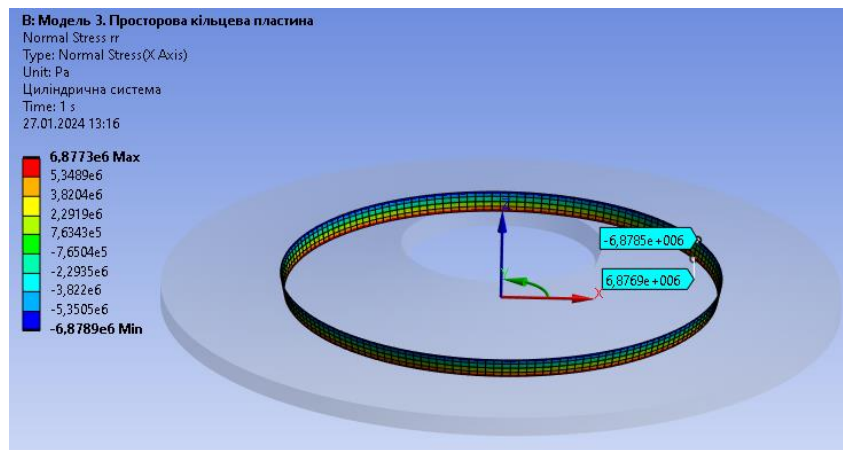 B: Модель 3. Просторова кільцева пластина
Normal Stress rr
Type: Normal Stress(X Axis)
Unit: Pa
Циліндрична система
Time: 1 s
27.01.2024 13:16
6,8773e6 Max
5,3489e6
3,8204e6
2,2919e6
7,6343e5
-7,6504e5
-2,2935e6
-3,822e6
-5,3505e6
-6,8789e6 Min
-6,8785e+006
6,8769e+006
X